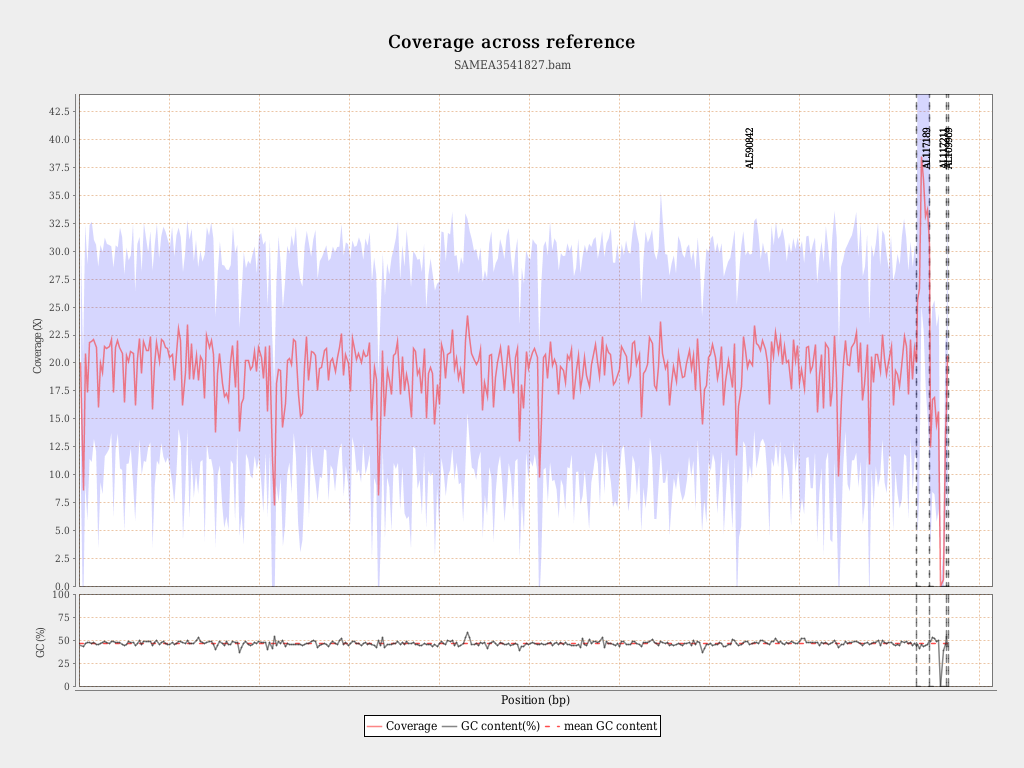 Coverage across reference
SAMEA3541827.bam
Coverage (X)
42.5
40.0
37.5
35.0
32.5
30.0
27.5
25.0
22.5
20.0
17.5
15.0
12.5
10.0
7.5
5.0
2.5
0.0
AL590842
AL117189
AL117211
GC (%)
100
75
50
25
0
Position (bp)
Coverage GC content(%) mean GC content